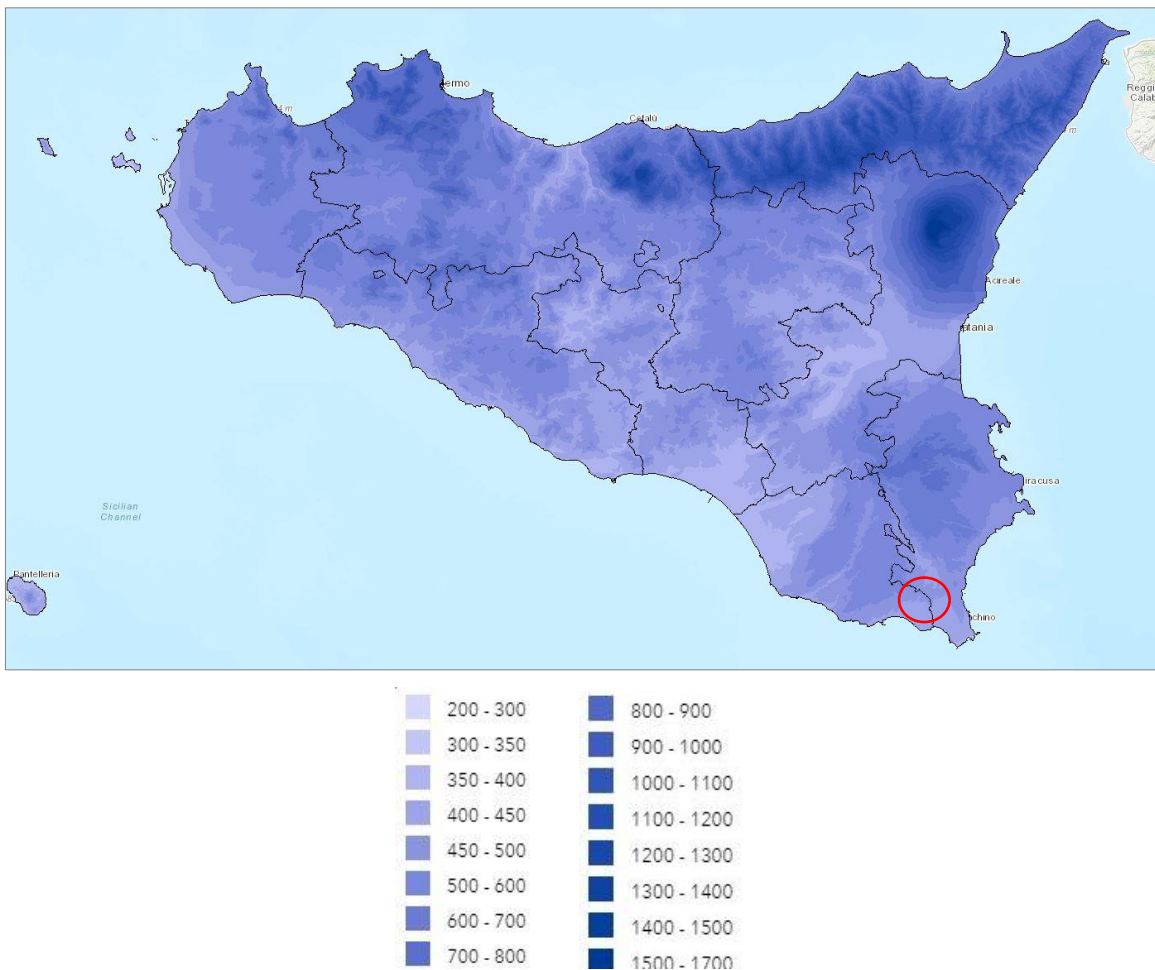 ermo
Reggi
Calab
m
Cefalù
m
Acireale
atania
Sicilian
Channel
iracusa
Pantelleria
achino
200 - 300
300 - 350
350 - 400
400 - 450
450 - 500
500 - 600
600 - 700
700 - 800
800 - 900
900 - 1000
1000 - 1100
1100 - 1200
1200 - 1300
1300 - 1400
1400 - 1500
1500 - 1700